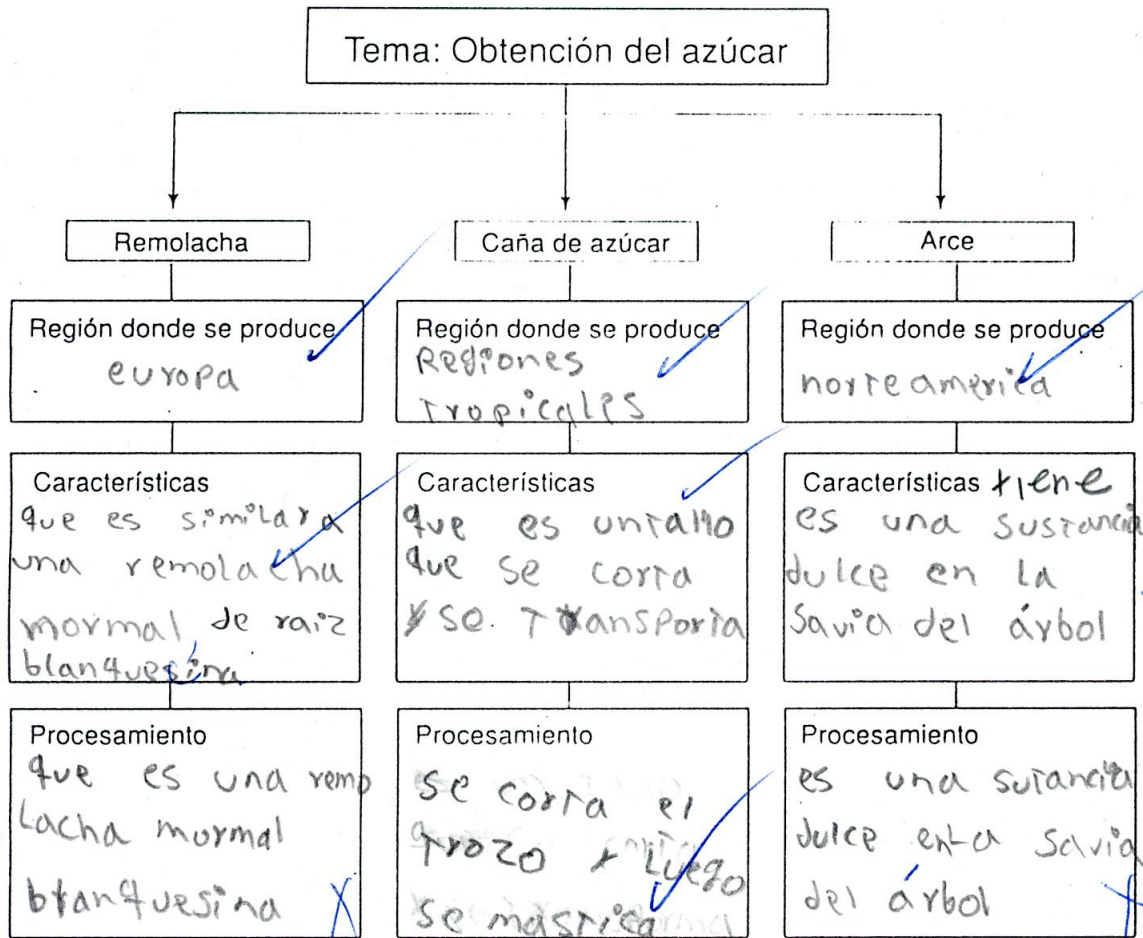 Tema: Obtención del azúcar
Remolacha
Caña de azúcar
Arce
Región donde se produce
europa
Región donde se produce
Regiones
Tropicales
Región donde se produce
norteamerica
Características
que es similar a
una remolacha
mormal de raiz
blanquesina
Características
que es untallo
que se corta
y se Transporta
Características tiene
es una sustancia
dulce en la
savia del árbol
Procesamiento
que es una remo
lacha mormal
blanquesina
Procesamiento
se corta el
Trozo y Luego
se mastica
Procesamiento
es una sutancia
dulce en la savia
del árbol